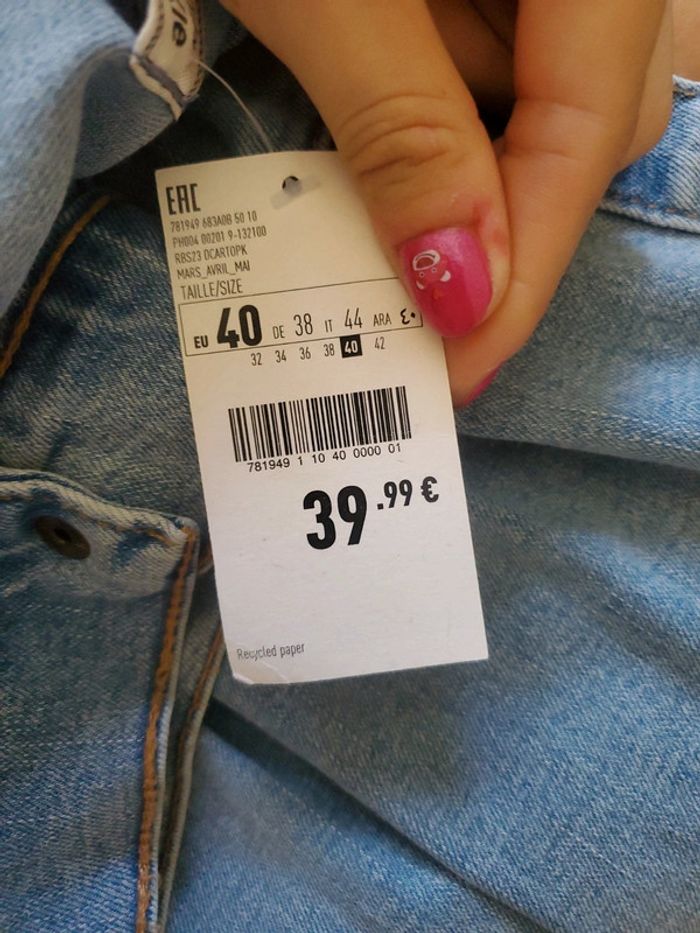 EAC
781949 683A0B 50 10
PH004 00201 9-132100
RBS23 DCARTOPK
MARS_AVRIL_MAI
TAILLE/SIZE
EU 40 DE 38 IT 44 ARA ٤٠
32 34 36 38 40 42
781949 1 10 40 0000 01
39.99 €
Recycled paper